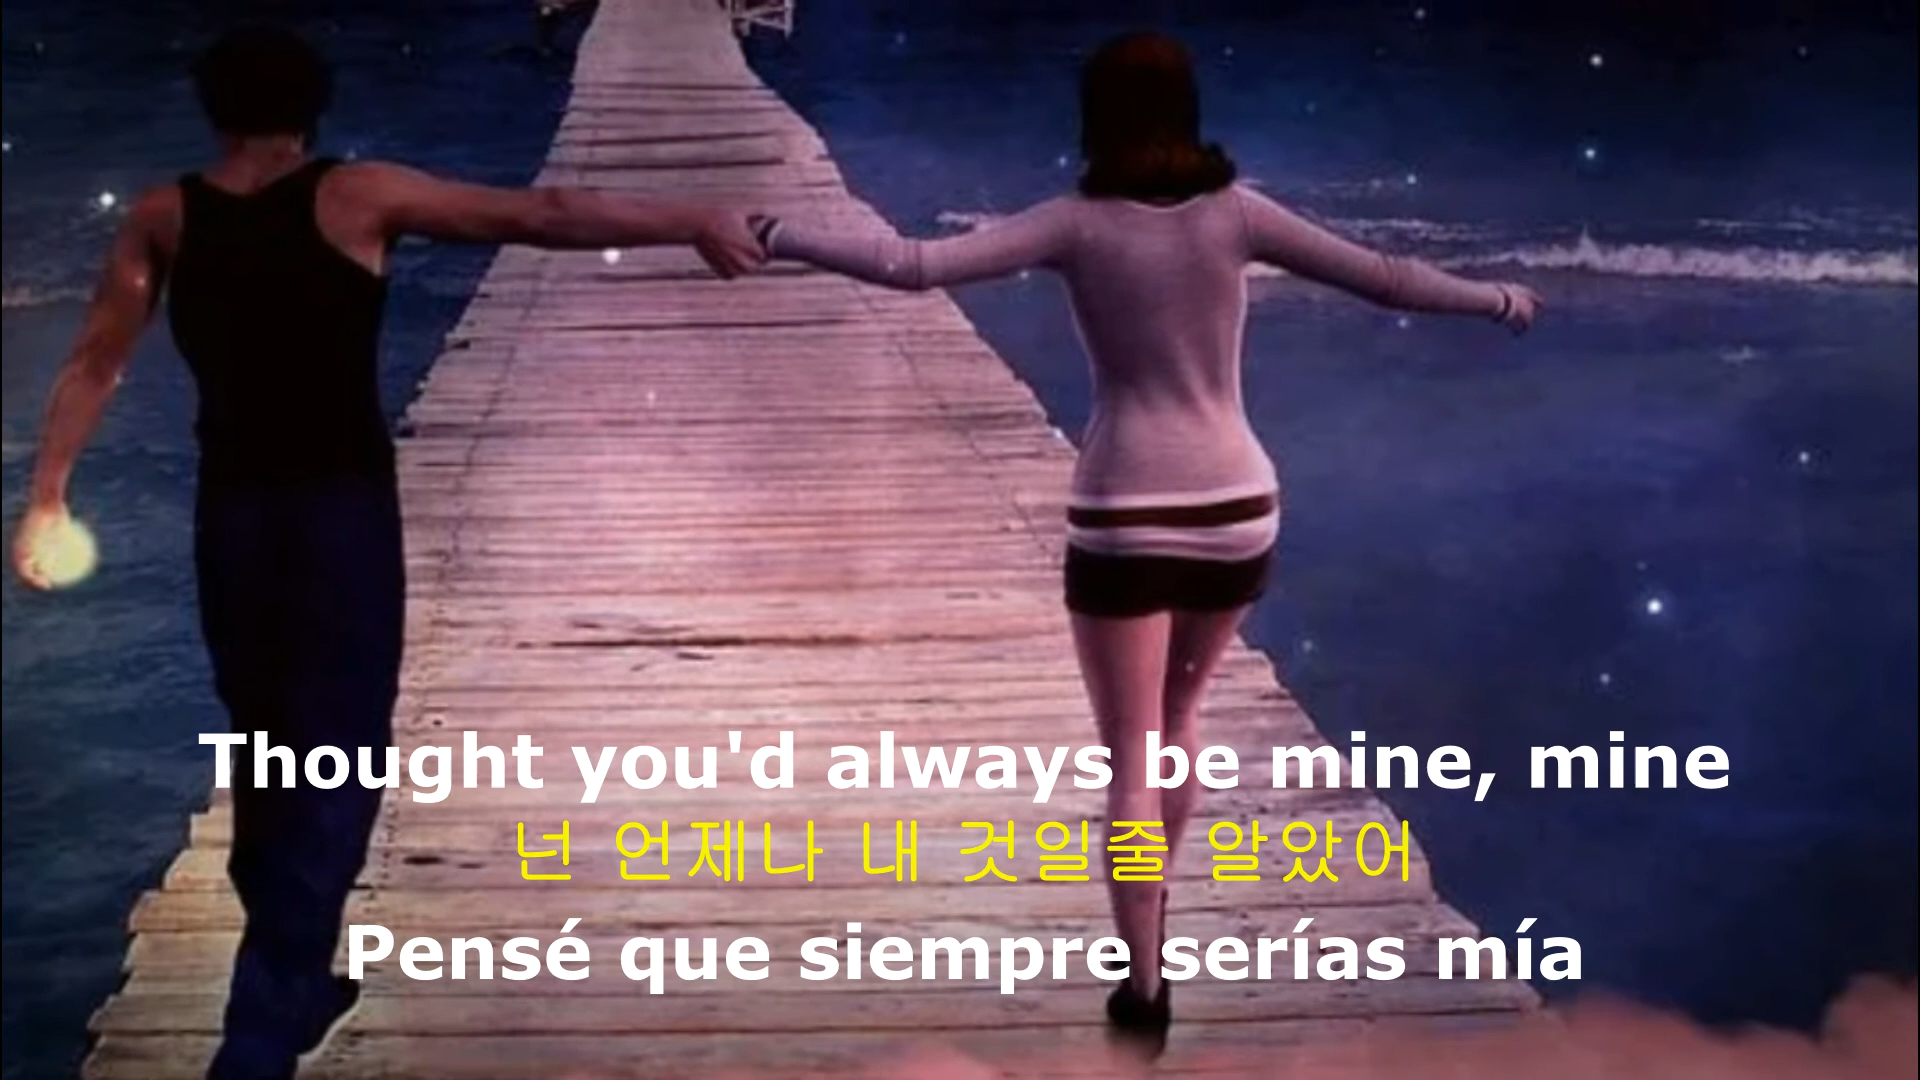 Thought you'd always be mine, mine
넌 언제나 내 것일줄 알았어
Pensé que siempre serías mía